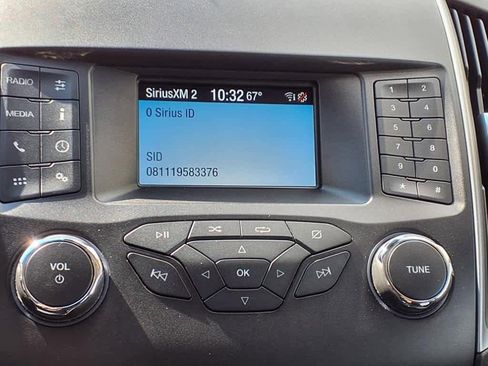 SiriusXM 2 10:32 67°
0 Sirius ID
SID
081119583376
RADIO
MEDIA
i
1 2
3 4
5 6
7 8
9 0
* #
VOL
OK
TUNE